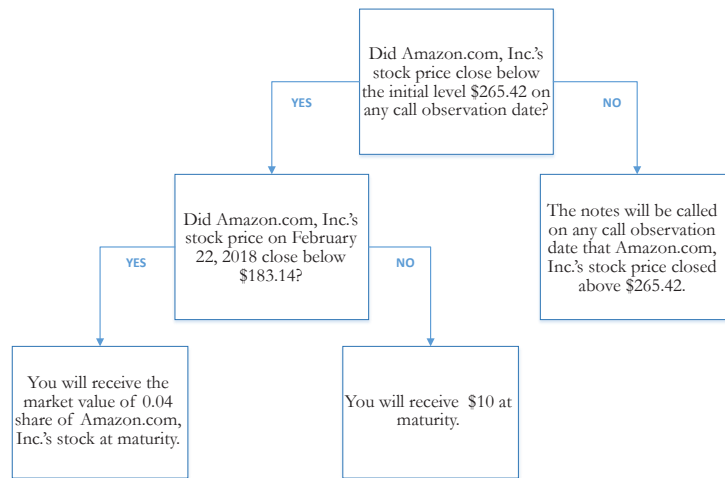 Did Amazon.com, Inc.'s
stock price close below
the initial level $265.42 on
any call observation date?
YES
NO
Did Amazon.com, Inc.'s
stock price on February
22, 2018 close below
$183.14?
The notes will be called
on any call observation
date that Amazon.com,
Inc.'s stock price closed
above $265.42.
YES
NO
You will receive the
market value of 0.04
share of Amazon.com,
Inc.'s stock at maturity.
You will receive $10 at
maturity.